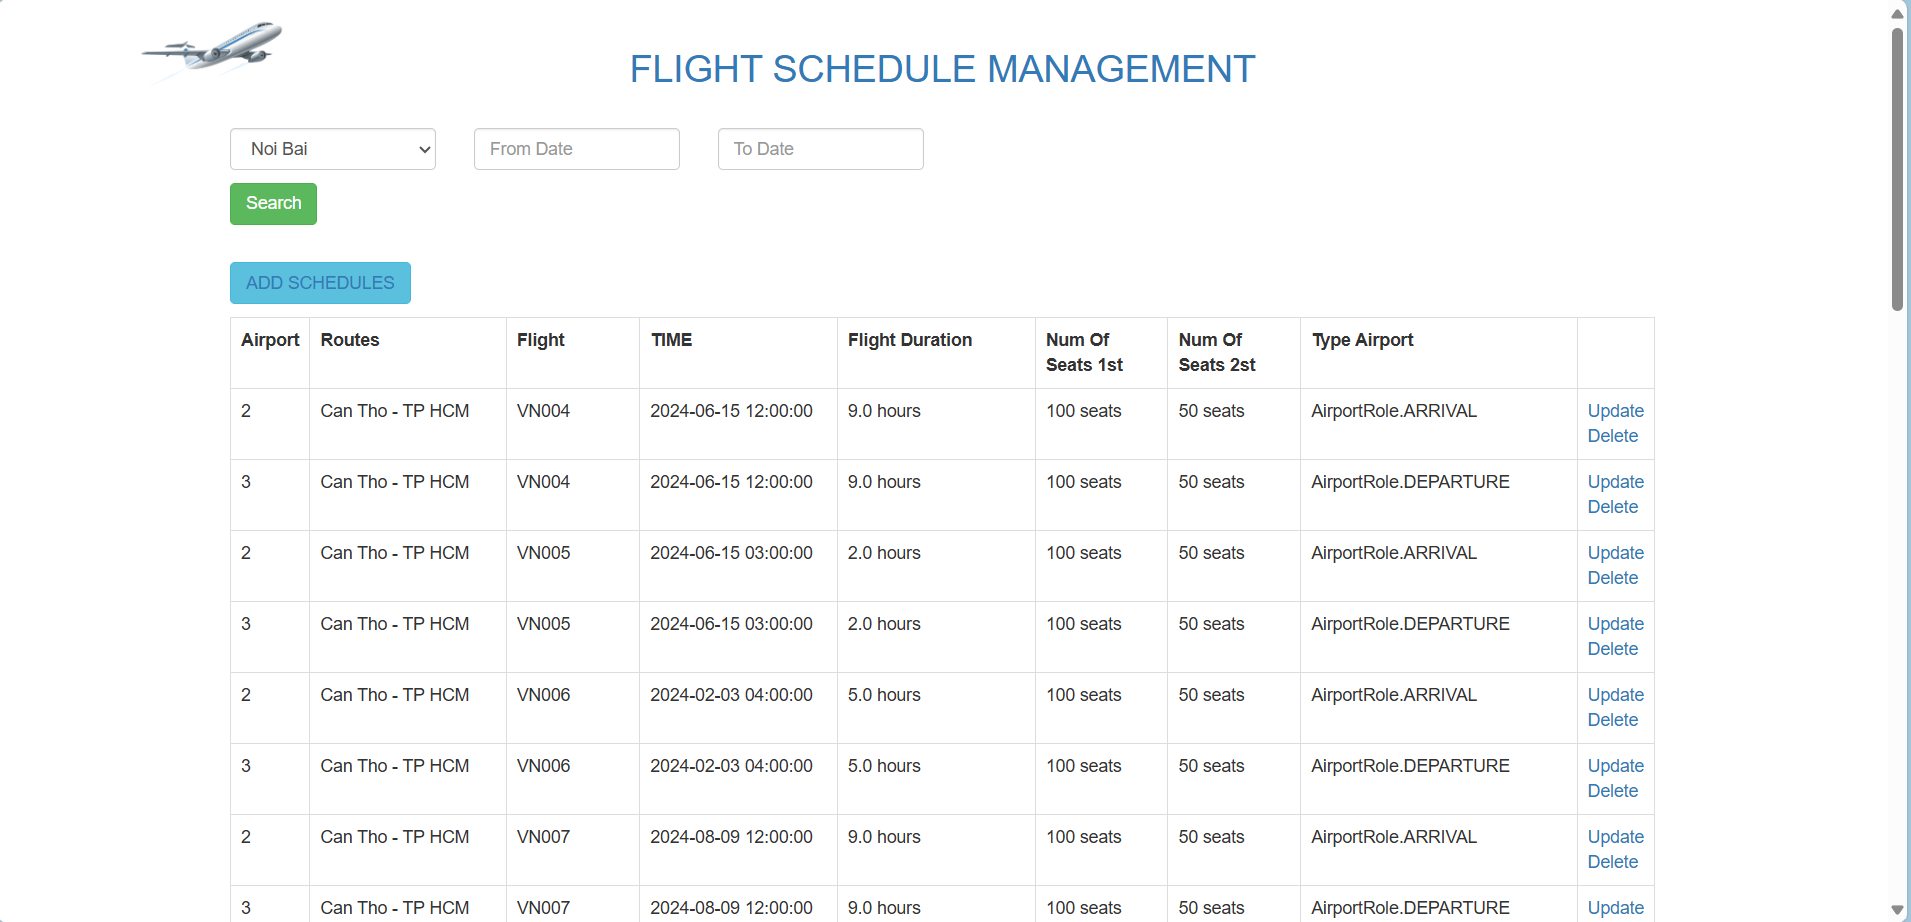 FLIGHT SCHEDULE MANAGEMENT
Noi Bai From Date To Date
Search
ADD SCHEDULES
Airport Routes Flight TIME Flight Duration Num Of Seats 1st Num Of Seats 2st Type Airport
2 Can Tho - TP HCM VN004 2024-06-15 12:00:00 9.0 hours 100 seats 50 seats AirportRole.ARRIVAL Update
Delete
3 Can Tho - TP HCM VN004 2024-06-15 12:00:00 9.0 hours 100 seats 50 seats AirportRole.DEPARTURE Update
Delete
2 Can Tho - TP HCM VN005 2024-06-15 03:00:00 2.0 hours 100 seats 50 seats AirportRole.ARRIVAL Update
Delete
3 Can Tho - TP HCM VN005 2024-06-15 03:00:00 2.0 hours 100 seats 50 seats AirportRole.DEPARTURE Update
Delete
2 Can Tho - TP HCM VN006 2024-02-03 04:00:00 5.0 hours 100 seats 50 seats AirportRole.ARRIVAL Update
Delete
3 Can Tho - TP HCM VN006 2024-02-03 04:00:00 5.0 hours 100 seats 50 seats AirportRole.DEPARTURE Update
Delete
2 Can Tho - TP HCM VN007 2024-08-09 12:00:00 9.0 hours 100 seats 50 seats AirportRole.ARRIVAL Update
Delete
3 Can Tho - TP HCM VN007 2024-08-09 12:00:00 9.0 hours 100 seats 50 seats AirportRole.DEPARTURE Update